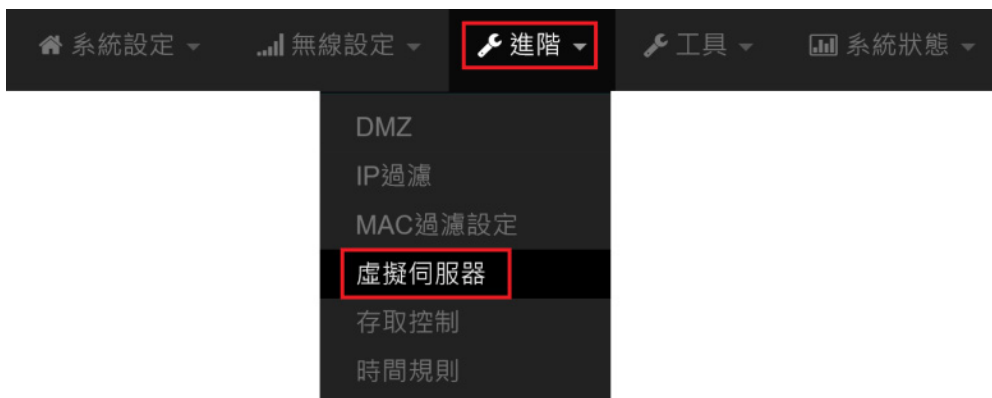 系統設定 無線設定 進階 工具 系統狀態
DMZ
IP過濾
MAC過濾設定
虛擬伺服器
存取控制
時間規則